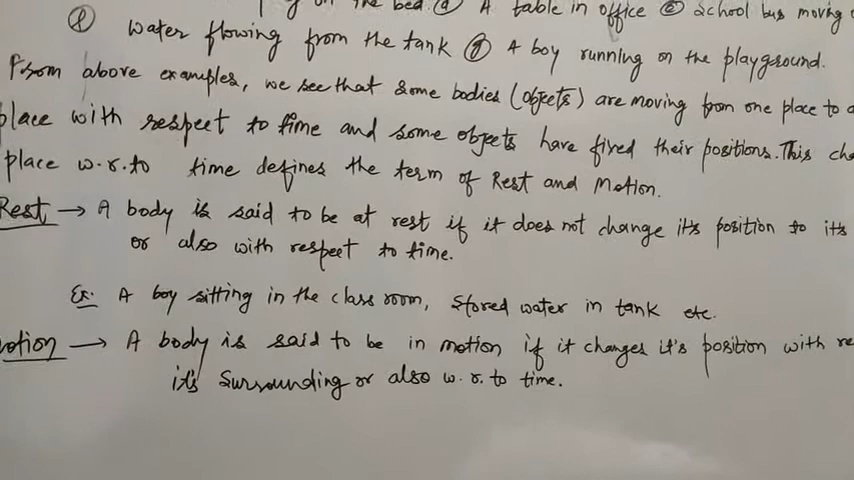 on the bed (d) A table in office (e) School bus moving
(f) Water flowing from the tank (g) A boy running on the playground.
From above examples, we see that some bodies (objects) are moving from one place to a
place with respect to time and some objects have fixed their positions. This
place w.r.to time defines the term of Rest and Motion.
Rest → A body is said to be at rest if it does not change it's position to it's
or also with respect to time.
Ex: A boy sitting in the class room, stored water in tank etc.
otion → A body is said to be in motion if it changes it's position with re
it's surrounding or also w.r.to time.